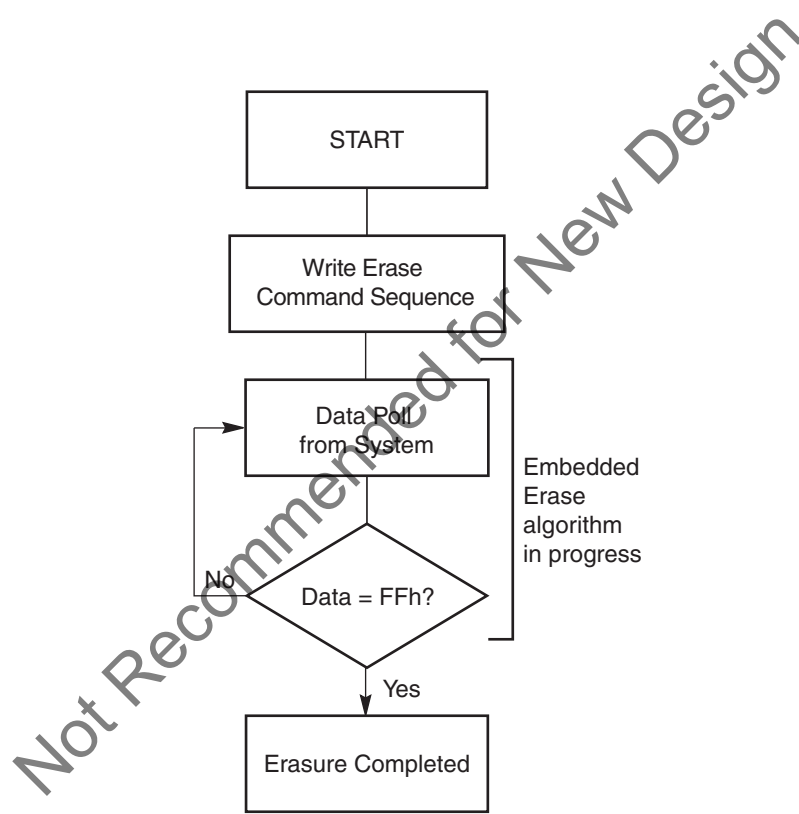 START
Write Erase
Command Sequence
Data Poll
from System
Embedded
Erase
algorithm
in progress
No
Data = FFh?
Yes
Erasure Completed
Not Recommended for New Design